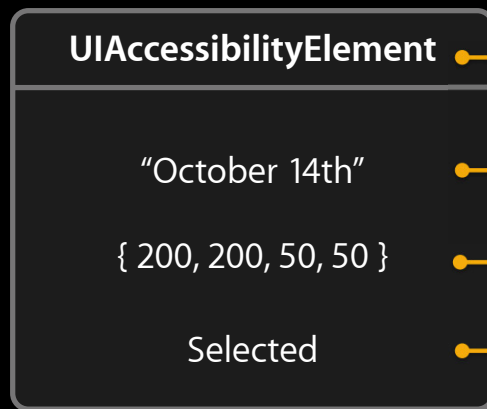 UIAccessibilityElement
“October 14th”
{ 200, 200, 50, 50 }
Selected